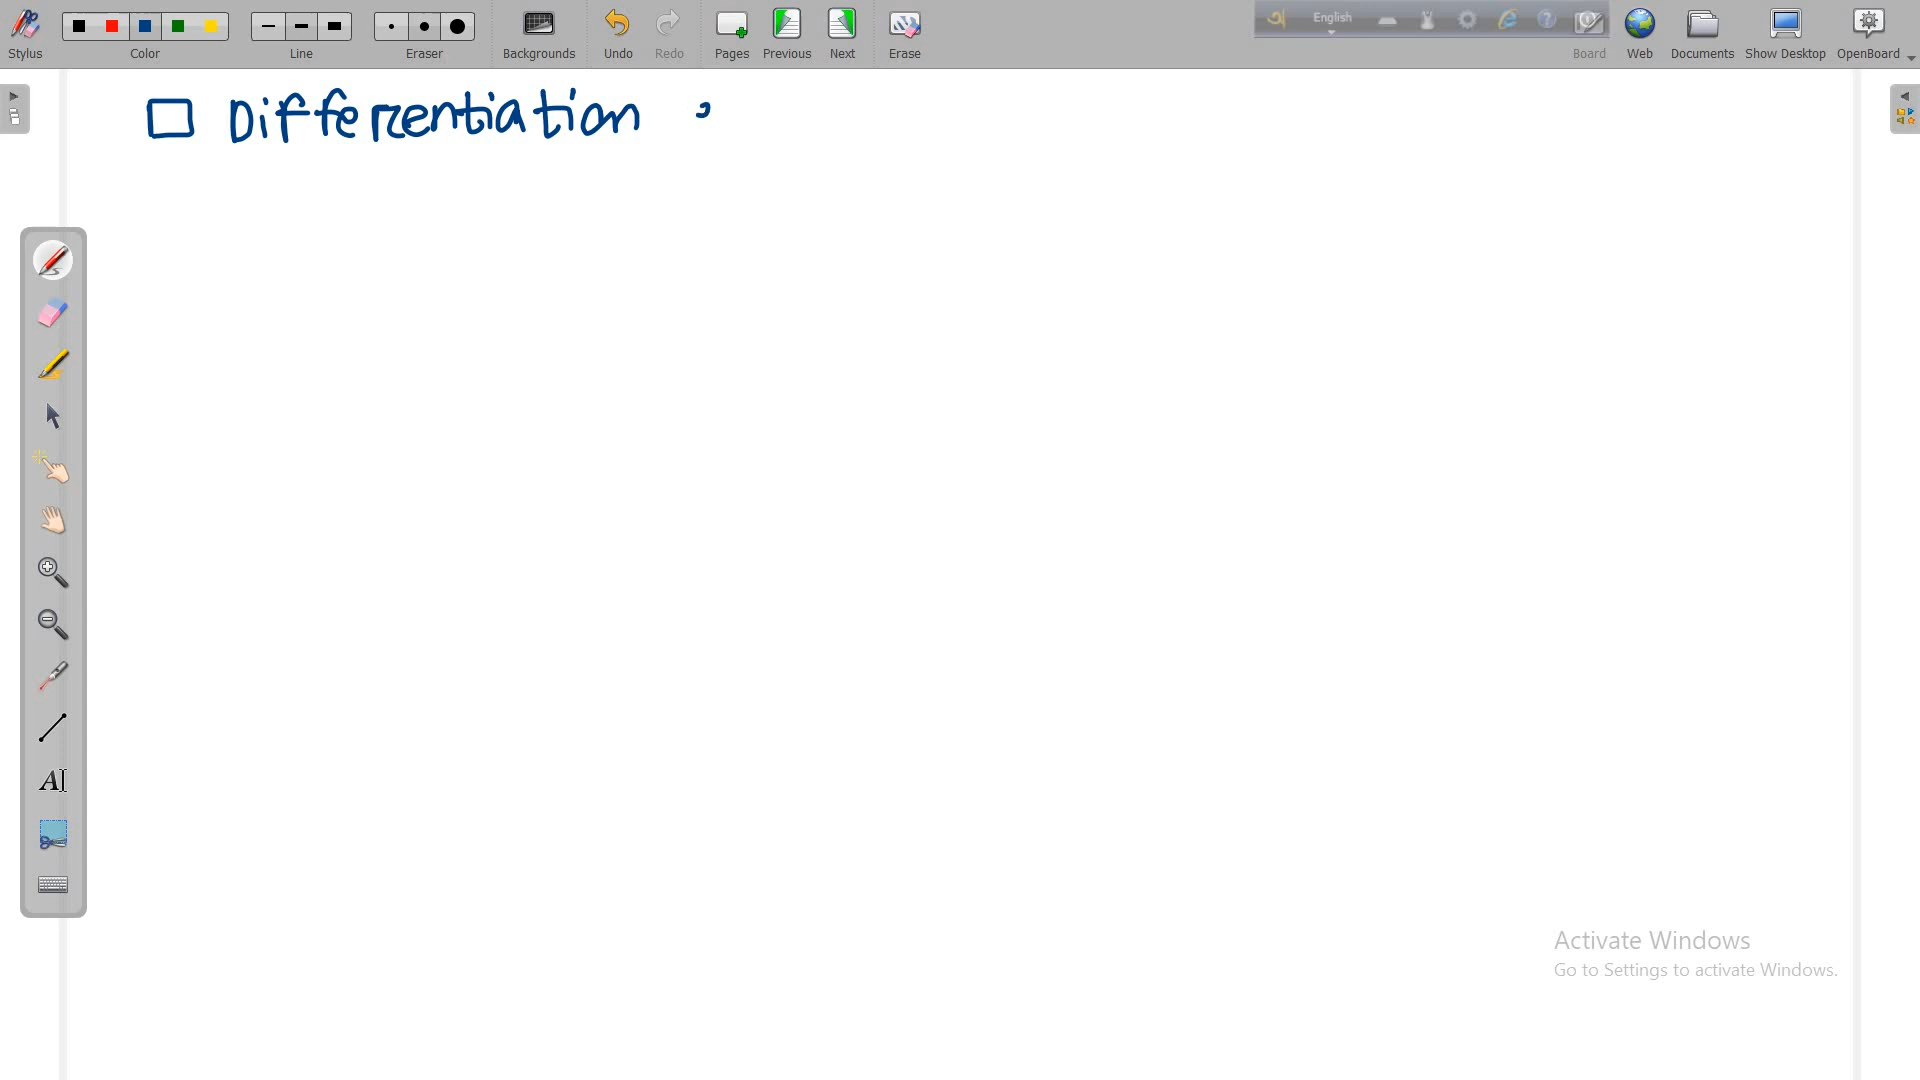 Stylus Color Line Eraser Backgrounds Undo Redo Pages Previous Next Erase English Board Web Documents Show Desktop OpenBoard
□ Differentiation :
Activate Windows
Go to Settings to activate Windows.